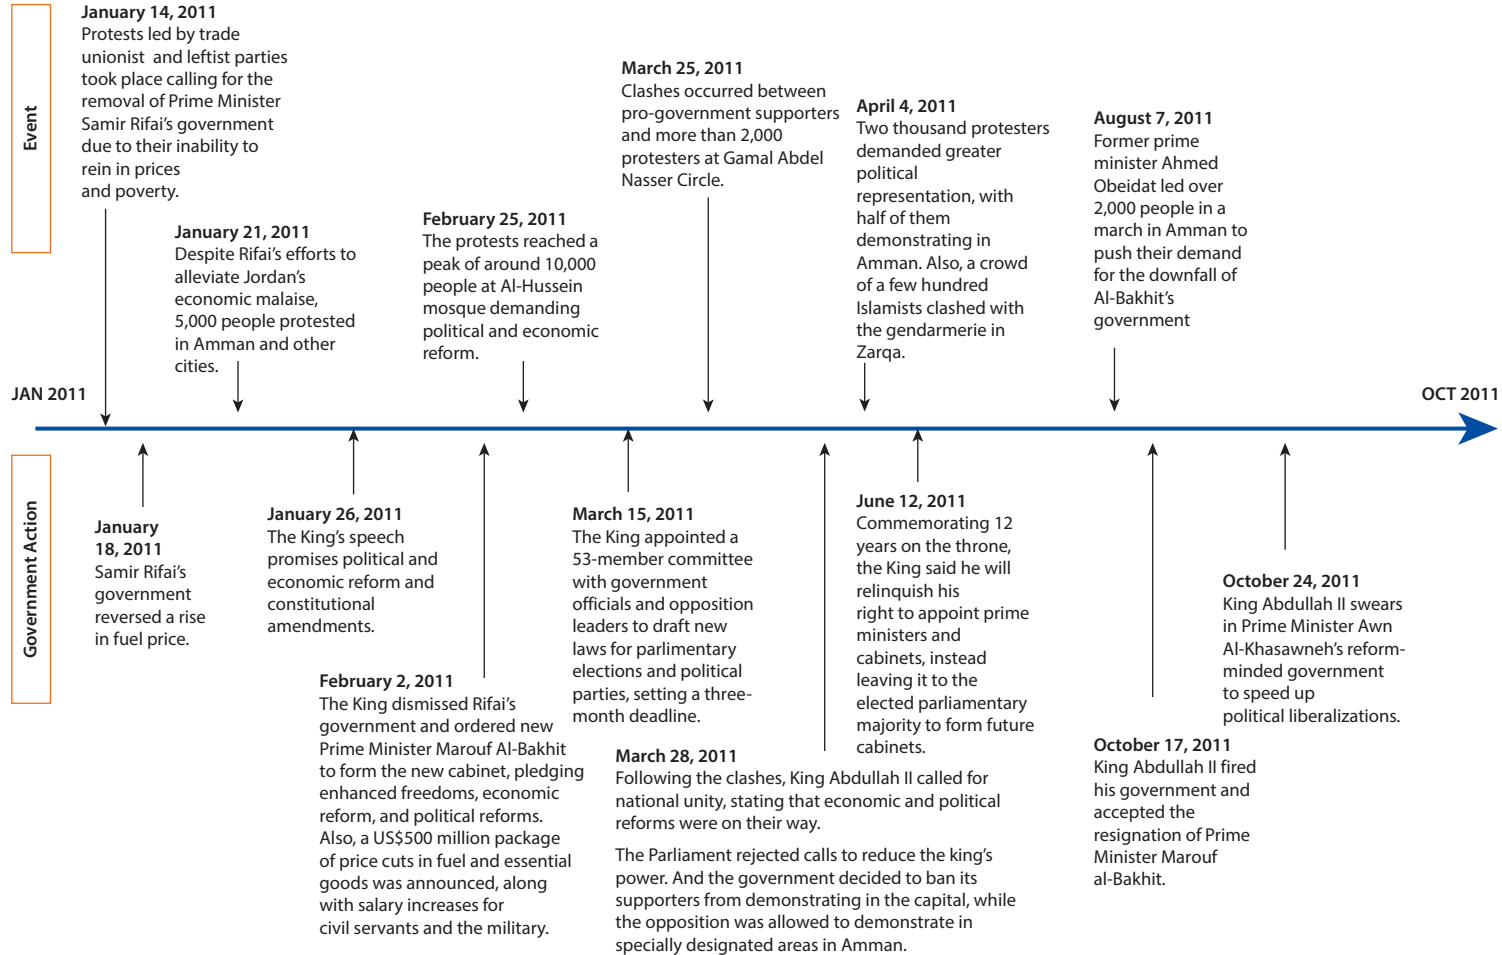 Event
January 14, 2011
Protests led by trade
unionist and leftist parties
took place calling for the
removal of Prime Minister
Samir Rifai’s government
due to their inability to
rein in prices
and poverty.
January 21, 2011
Despite Rifai’s efforts to
alleviate Jordan’s
economic malaise,
5,000 people protested
in Amman and other
cities.
February 25, 2011
The protests reached a
peak of around 10,000
people at Al-Hussein
mosque demanding
political and economic
reform.
March 25, 2011
Clashes occurred between
pro-government supporters
and more than 2,000
protesters at Gamal Abdel
Nasser Circle.
April 4, 2011
Two thousand protesters
demanded greater
political
representation, with
half of them
demonstrating in
Amman. Also, a crowd
of a few hundred
Islamists clashed with
the gendarmerie in
Zarqa.
August 7, 2011
Former prime
minister Ahmed
Obeidat led over
2,000 people in a
march in Amman to
push their demand
for the downfall of
Al-Bakhit’s
government
JAN 2011
OCT 2011
Government Action
January
18, 2011
Samir Rifai’s
government
reversed a rise
in fuel price.
January 26, 2011
The King’s speech
promises political and
economic reform and
constitutional
amendments.
February 2, 2011
The King dismissed Rifai’s
government and ordered new
Prime Minister Marouf Al-Bakhit
to form the new cabinet, pledging
enhanced freedoms, economic
reform, and political reforms.
Also, a US$500 million package
of price cuts in fuel and essential
goods was announced, along
with salary increases for
civil servants and the military.
March 15, 2011
The King appointed a
53-member committee
with government
officials and opposition
leaders to draft new
laws for parlimentary
elections and political
parties, setting a three-
month deadline.
March 28, 2011
Following the clashes, King Abdullah II called for
national unity, stating that economic and political
reforms were on their way.
The Parliament rejected calls to reduce the king’s
power. And the government decided to ban its
supporters from demonstrating in the capital, while
the opposition was allowed to demonstrate in
specially designated areas in Amman.
June 12, 2011
Commemorating 12
years on the throne,
the King said he will
relinquish his
right to appoint prime
ministers and
cabinets, instead
leaving it to the
elected parliamentary
majority to form future
cabinets.
October 17, 2011
King Abdullah II fired
his government and
accepted the
resignation of Prime
Minister Marouf
al-Bakhit.
October 24, 2011
King Abdullah II swears
in Prime Minister Awn
Al-Khasawneh’s reform-
minded government
to speed up
political liberalizations.